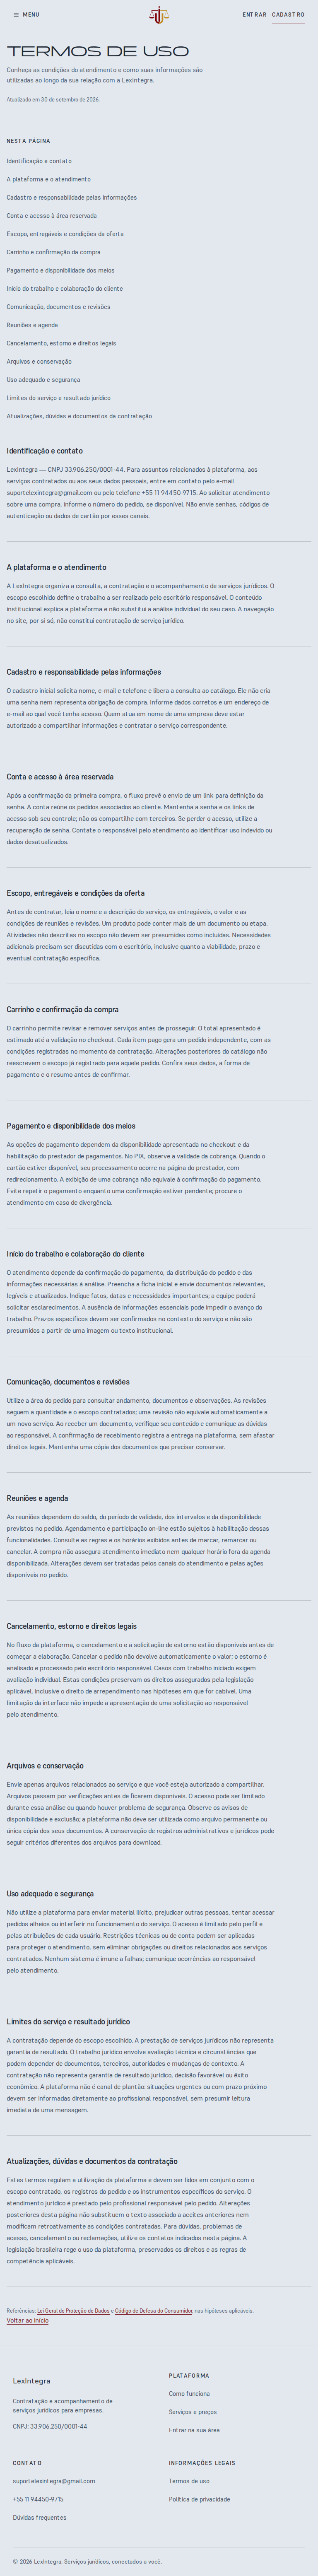 MENU
ENTRAR CADASTRO
TERMOS DE USO
Conheça as condições do atendimento e como suas informações são
utilizadas ao longo da sua relação com a LexIntegra.
Atualizado em 30 de setembro de 2026.
NESTA PÁGINA
Identificação e contato
A plataforma e o atendimento
Cadastro e responsabilidade pelas informações
Conta e acesso à área reservada
Escopo, entregáveis e condições da oferta
Carrinho e confirmação da compra
Pagamento e disponibilidade dos meios
Início do trabalho e colaboração do cliente
Comunicação, documentos e revisões
Reuniões e agenda
Cancelamento, estorno e direitos legais
Arquivos e conservação
Uso adequado e segurança
Limites do serviço e resultado jurídico
Atualizações, dúvidas e documentos da contratação
Identificação e contato
LexIntegra — CNPJ 33.906.250/0001-44. Para assuntos relacionados à plataforma, aos
serviços contratados ou aos seus dados pessoais, entre em contato pelo e-mail
suportelexintegra@gmail.com ou pelo telefone +55 11 94450-9715. Ao solicitar atendimento
sobre uma compra, informe o número do pedido, se disponível. Não envie senhas, códigos de
autenticação ou dados de cartão por esses canais.
A plataforma e o atendimento
A LexIntegra organiza a consulta, a contratação e o acompanhamento de serviços jurídicos. O
escopo escolhido define o trabalho a ser realizado pelo escritório responsável. O conteúdo
institucional explica a plataforma e não substitui a análise individual do seu caso. A navegação
no site, por si só, não constitui contratação de serviço jurídico.
Cadastro e responsabilidade pelas informações
O cadastro inicial solicita nome, e-mail e telefone e libera a consulta ao catálogo. Ele não cria
uma senha nem representa obrigação de compra. Informe dados corretos e um endereço de
e-mail ao qual você tenha acesso. Quem atua em nome de uma empresa deve estar
autorizado a compartilhar informações e contratar o serviço correspondente.
Conta e acesso à área reservada
Após a confirmação da primeira compra, o fluxo prevê o envio de um link para definição da
senha. A conta reúne os pedidos associados ao cliente. Mantenha a senha e os links de
acesso sob seu controle; não os compartilhe com terceiros. Se perder o acesso, utilize a
recuperação de senha. Contate o responsável pelo atendimento ao identificar uso indevido ou
dados desatualizados.
Escopo, entregáveis e condições da oferta
Antes de contratar, leia o nome e a descrição do serviço, os entregáveis, o valor e as
condições de reuniões e revisões. Um produto pode conter mais de um documento ou etapa.
Atividades não descritas no escopo não devem ser presumidas como incluídas. Necessidades
adicionais precisam ser discutidas com o escritório, inclusive quanto a viabilidade, prazo e
eventual contratação específica.
Carrinho e confirmação da compra
O carrinho permite revisar e remover serviços antes de prosseguir. O total apresentado é
estimado até a validação no checkout. Cada item pago gera um pedido independente, com as
condições registradas no momento da contratação. Alterações posteriores do catálogo não
reescrevem o escopo já registrado para aquele pedido. Confira seus dados, a forma de
pagamento e o resumo antes de confirmar.
Pagamento e disponibilidade dos meios
As opções de pagamento dependem da disponibilidade apresentada no checkout e da
habilitação do prestador de pagamentos. No PIX, observe a validade da cobrança. Quando o
cartão estiver disponível, seu processamento ocorre na página do prestador, com
redirecionamento. A exibição de uma cobrança não equivale à confirmação do pagamento.
Evite repetir o pagamento enquanto uma confirmação estiver pendente; procure o
atendimento em caso de divergência.
Início do trabalho e colaboração do cliente
O atendimento depende da confirmação do pagamento, da distribuição do pedido e das
informações necessárias à análise. Preencha a ficha inicial e envie documentos relevantes,
legíveis e atualizados. Indique fatos, datas e necessidades importantes; a equipe poderá
solicitar esclarecimentos. A ausência de informações essenciais pode impedir o avanço do
trabalho. Prazos específicos devem ser confirmados no contexto do serviço e não são
presumidos a partir de uma imagem ou texto institucional.
Comunicação, documentos e revisões
Utilize a área do pedido para consultar andamento, documentos e observações. As revisões
seguem a quantidade e o escopo contratados; uma revisão não equivale automaticamente a
um novo serviço. Ao receber um documento, verifique seu conteúdo e comunique as dúvidas
ao responsável. A confirmação de recebimento registra a entrega na plataforma, sem afastar
direitos legais. Mantenha uma cópia dos documentos que precisar conservar.
Reuniões e agenda
As reuniões dependem do saldo, do período de validade, dos intervalos e da disponibilidade
previstos no pedido. Agendamento e participação on-line estão sujeitos à habilitação dessas
funcionalidades. Consulte as regras e os horários exibidos antes de marcar, remarcar ou
cancelar. A compra não assegura atendimento imediato nem qualquer horário fora da agenda
disponibilizada. Alterações devem ser tratadas pelos canais do atendimento e pelas ações
disponíveis no pedido.
Cancelamento, estorno e direitos legais
No fluxo da plataforma, o cancelamento e a solicitação de estorno estão disponíveis antes de
começar a elaboração. Cancelar o pedido não devolve automaticamente o valor; o estorno é
analisado e processado pelo escritório responsável. Casos com trabalho iniciado exigem
avaliação individual. Estas condições preservam os direitos assegurados pela legislação
aplicável, inclusive o direito de arrependimento nas hipóteses em que for cabível. Uma
limitação da interface não impede a apresentação de uma solicitação ao responsável
pelo atendimento.
Arquivos e conservação
Envie apenas arquivos relacionados ao serviço e que você esteja autorizado a compartilhar.
Arquivos passam por verificações antes de ficarem disponíveis. O acesso pode ser limitado
durante essa análise ou quando houver problema de segurança. Observe os avisos de
disponibilidade e exclusão; a plataforma não deve ser utilizada como arquivo permanente ou
única cópia dos seus documentos. A conservação de registros administrativos e jurídicos pode
seguir critérios diferentes dos arquivos para download.
Uso adequado e segurança
Não utilize a plataforma para enviar material ilícito, prejudicar outras pessoas, tentar acessar
pedidos alheios ou interferir no funcionamento do serviço. O acesso é limitado pelo perfil e
pelas atribuições de cada usuário. Restrições técnicas ou de conta podem ser aplicadas
para proteger o atendimento, sem eliminar obrigações ou direitos relacionados aos serviços
contratados. Nenhum sistema é imune a falhas; comunique ocorrências ao responsável
pelo atendimento.
Limites do serviço e resultado jurídico
A contratação depende do escopo escolhido. A prestação de serviços jurídicos não representa
garantia de resultado. O trabalho jurídico envolve avaliação técnica e circunstâncias que
podem depender de documentos, terceiros, autoridades e mudanças de contexto. A
contratação não representa garantia de resultado jurídico, decisão favorável ou êxito
econômico. A plataforma não é canal de plantão: situações urgentes ou com prazo próximo
devem ser informadas diretamente ao profissional responsável, sem presumir leitura
imediata de uma mensagem.
Atualizações, dúvidas e documentos da contratação
Estes termos regulam a utilização da plataforma e devem ser lidos em conjunto com o
escopo contratado, os registros do pedido e os instrumentos específicos do serviço. O
atendimento jurídico é prestado pelo profissional responsável pelo pedido. Alterações
posteriores desta página não substituem o texto associado a aceites anteriores nem
modificam retroativamente as condições contratadas. Para dúvidas, problemas de
acesso, cancelamento ou reclamações, utilize os contatos indicados nesta página. A
legislação brasileira rege o uso da plataforma, preservados os direitos e as regras de
competência aplicáveis.
Referências: Lei Geral de Proteção de Dados e Código de Defesa do Consumidor, nas hipóteses aplicáveis.
Voltar ao início
LexIntegra
Contratação e acompanhamento de
serviços jurídicos para empresas.
CNPJ: 33.906.250/0001-44
PLATAFORMA
Como funciona
Serviços e preços
Entrar na sua área
CONTATO
suportelexintegra@gmail.com
+55 11 94450-9715
Dúvidas frequentes
INFORMAÇÕES LEGAIS
Termos de uso
Política de privacidade
© 2026 LexIntegra. Serviços jurídicos, conectados a você.